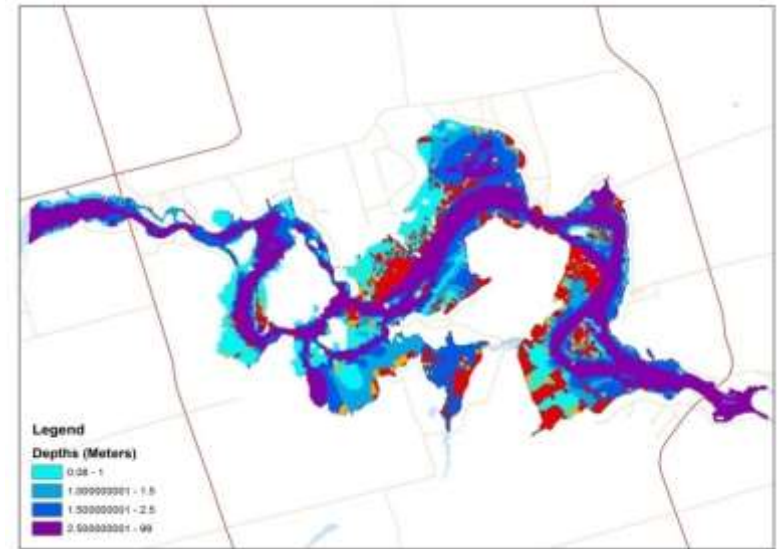 Legend
Depths (Meters)
0.08 - 1
1.000000001 - 1.5
1.500000001 - 2.5
2.500000001 - 99